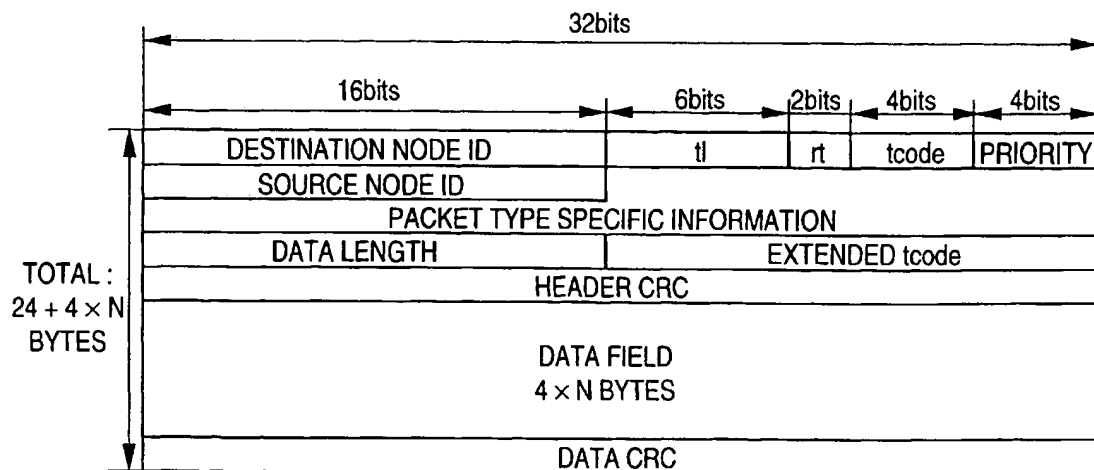 32bits
16bits 6bits 2bits 4bits 4bits
DESTINATION NODE ID tl rt tcode PRIORITY
SOURCE NODE ID
PACKET TYPE SPECIFIC INFORMATION
DATA LENGTH EXTENDED tcode
HEADER CRC
TOTAL :
24 + 4 × N
BYTES
DATA FIELD
4 × N BYTES
DATA CRC